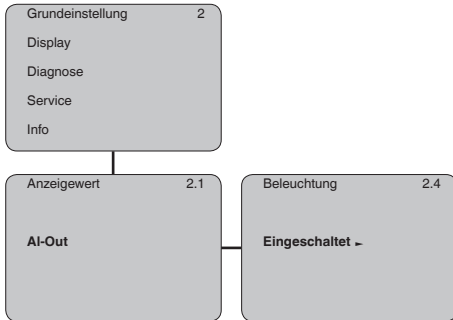 Grundeinstellung 2
Display
Diagnose
Service
Info
Anzeigewert 2.1
AI-Out
Beleuchtung 2.4
Eingeschaltet ►